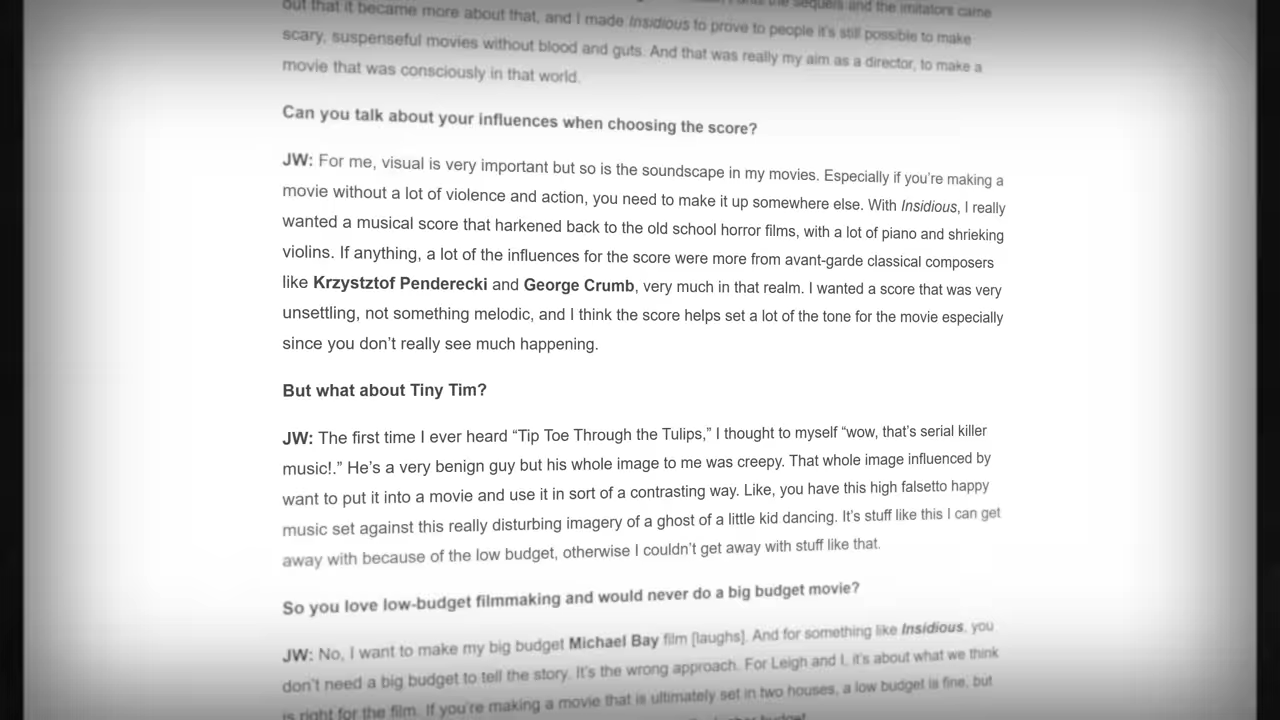 the sequels and the imitators came
out that it became more about that, and I made Insidious to prove to people it's still possible to make
scary, suspenseful movies without blood and guts. And that was really my aim as a director, to make a
movie that was consciously in that world.
Can you talk about your influences when choosing the score?
JW: For me, visual is very important but so is the soundscape in my movies. Especially if you're making a
movie without a lot of violence and action, you need to make it up somewhere else. With Insidious, I really
wanted a musical score that harkened back to the old school horror films, with a lot of piano and shrieking
violins. If anything, a lot of the influences for the score were more from avant-garde classical composers
like Krzystztof Penderecki and George Crumb, very much in that realm. I wanted a score that was very
unsettling, not something melodic, and I think the score helps set a lot of the tone for the movie especially
since you don't really see much happening.
But what about Tiny Tim?
JW: The first time I ever heard “Tip Toe Through the Tulips,” I thought to myself “wow, that's serial killer
music!.” He's a very benign guy but his whole image to me was creepy. That whole image influenced by
want to put it into a movie and use it in sort of a contrasting way. Like, you have this high falsetto happy
music set against this really disturbing imagery of a ghost of a little kid dancing. It's stuff like this I can get
away with because of the low budget, otherwise I couldn't get away with stuff like that.
So you love low-budget filmmaking and would never do a big budget movie?
JW: No, I want to make my big budget Michael Bay film [laughs]. And for something like Insidious, you
don't need a big budget to tell the story. It's the wrong approach. For Leigh and I, it's about what we think
is right for the film. If you're making a movie that is ultimately set in two houses, a low budget is fine, but
budget